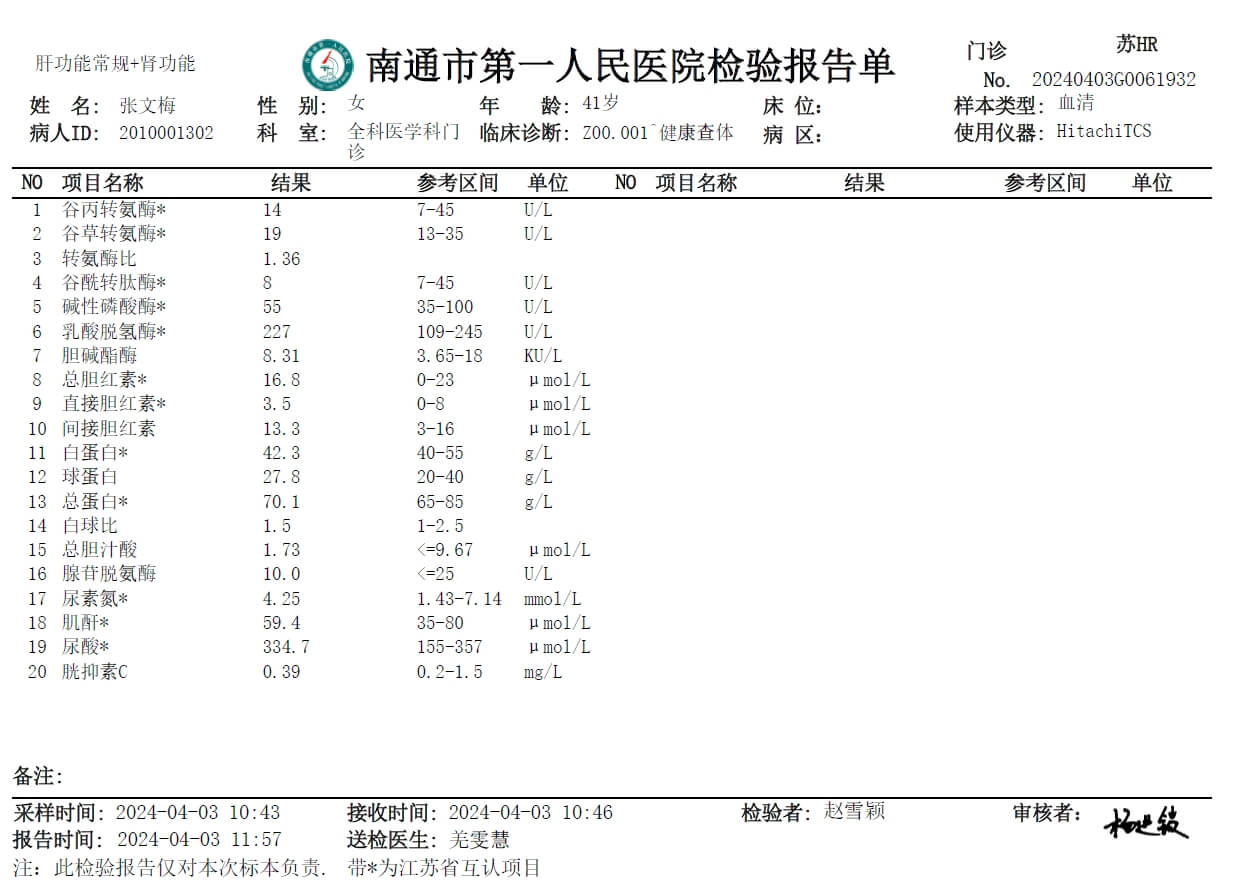 肝功能常规+肾功能
南通市第一人民医院检验报告单
门诊 苏HR
No. 20240403G0061932
姓 名: 张文梅 性 别: 女 年 龄: 41岁 床 位: 样本类型: 血清
病人ID: 2010001302 科 室: 全科医学科门诊 临床诊断: Z00.001^健康查体 病 区: 使用仪器: HitachiTCS
NO 项目名称 结果 参考区间 单位 NO 项目名称 结果 参考区间 单位
1 谷丙转氨酶* 14 7-45 U/L
2 谷草转氨酶* 19 13-35 U/L
3 转氨酶比 1.36
4 谷酰转肽酶* 8 7-45 U/L
5 碱性磷酸酶* 55 35-100 U/L
6 乳酸脱氢酶* 227 109-245 U/L
7 胆碱酯酶 8.31 3.65-18 KU/L
8 总胆红素* 16.8 0-23 μmol/L
9 直接胆红素* 3.5 0-8 μmol/L
10 间接胆红素 13.3 3-16 μmol/L
11 白蛋白* 42.3 40-55 g/L
12 球蛋白 27.8 20-40 g/L
13 总蛋白* 70.1 65-85 g/L
14 白球比 1.5 1-2.5
15 总胆汁酸 1.73 <=9.67 μmol/L
16 腺苷脱氨酶 10.0 <=25 U/L
17 尿素氮* 4.25 1.43-7.14 mmol/L
18 肌酐* 59.4 35-80 μmol/L
19 尿酸* 334.7 155-357 μmol/L
20 胱抑素C 0.39 0.2-1.5 mg/L
备注:
采样时间: 2024-04-03 10:43 接收时间: 2024-04-03 10:46 检验者: 赵雪颖 审核者:
报告时间: 2024-04-03 11:57 送检医生: 羌雯慧
注: 此检验报告仅对本次标本负责. 带*为江苏省互认项目